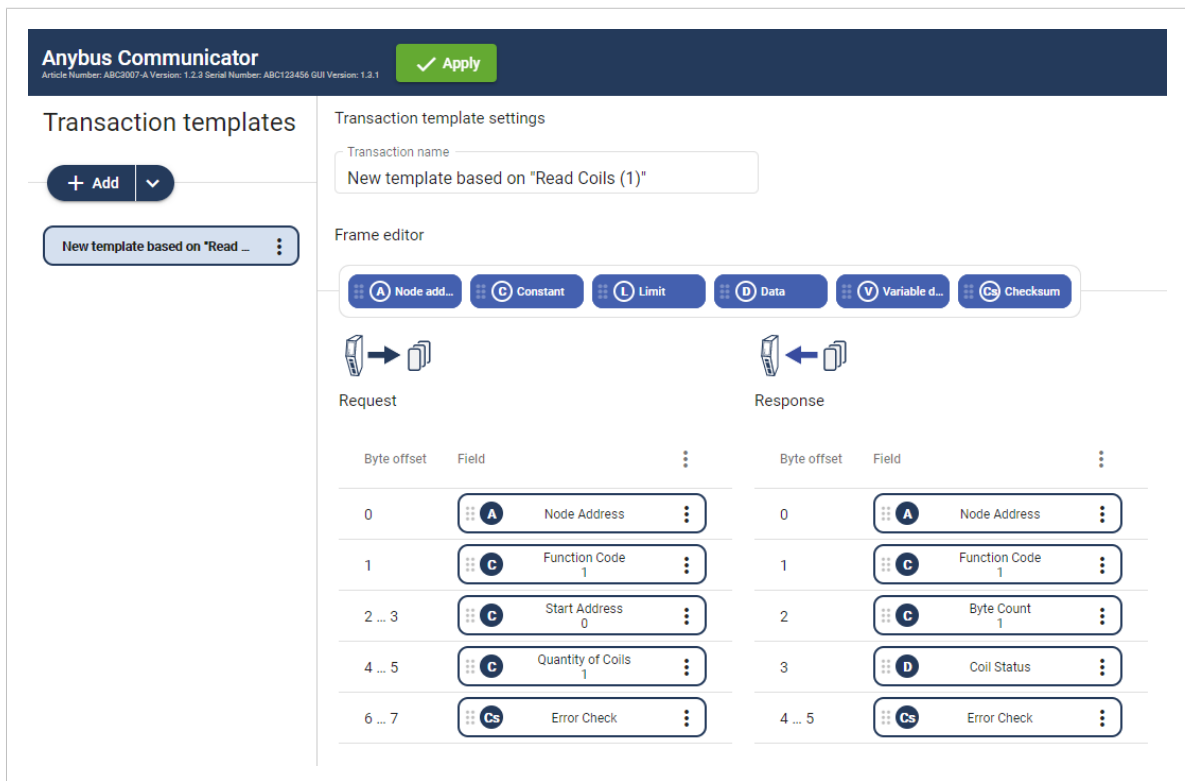 Anybus Communicator
Article Number: ABC3007-A Version: 1.2.3 Serial Number: ABC123456 GUI Version: 1.3.1
Apply
Transaction templates
Add
New template based on "Read ...
Transaction template settings
Transaction name
New template based on "Read Coils (1)"
Frame editor
A Node add...
C Constant
L Limit
D Data
V Variable d...
Cs Checksum
Request
Byte offset Field
0 A Node Address
1 C Function Code
1
2 ... 3 C Start Address
0
4 ... 5 C Quantity of Coils
1
6 ... 7 Cs Error Check
Response
Byte offset Field
0 A Node Address
1 C Function Code
1
2 C Byte Count
1
3 D Coil Status
4 ... 5 Cs Error Check